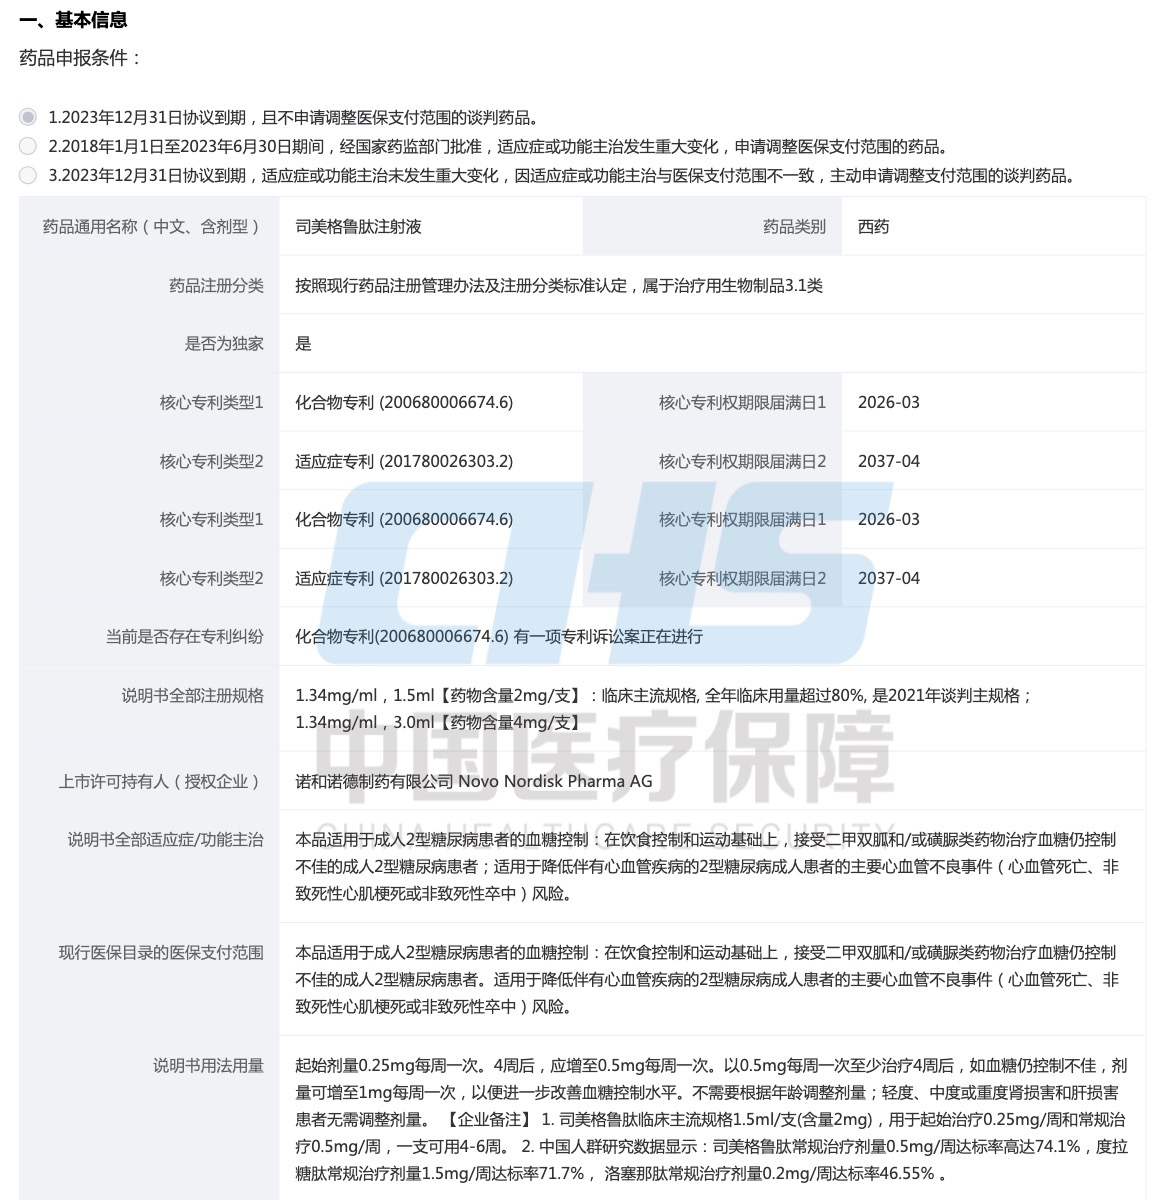 一、基本信息
药品申报条件：
1.2023年12月31日协议到期，且不申请调整医保支付范围的谈判药品。
2.2018年1月1日至2023年6月30日期间，经国家药监部门批准，适应症或功能主治发生重大变化，申请调整医保支付范围的药品。
3.2023年12月31日协议到期，适应症或功能主治未发生重大变化，因适应症或功能主治与医保支付范围不一致，主动申请调整支付范围的谈判药品。
药品通用名称（中文、含剂型） 司美格鲁肽注射液 药品类别 西药
药品注册分类 按照现行药品注册管理办法及注册分类标准认定，属于治疗用生物制品3.1类
是否为独家 是
核心专利类型1 化合物专利 (200680006674.6) 核心专利权期限届满日1 2026-03
核心专利类型2 适应症专利 (201780026303.2) 核心专利权期限届满日2 2037-04
核心专利类型1 化合物专利 (200680006674.6) 核心专利权期限届满日1 2026-03
核心专利类型2 适应症专利 (201780026303.2) 核心专利权期限届满日2 2037-04
当前是否存在专利纠纷 化合物专利(200680006674.6) 有一项专利诉讼案正在进行
说明书全部注册规格 1.34mg/ml，1.5ml【药物含量2mg/支】：临床主流规格, 全年临床用量超过80%, 是2021年谈判主规格；
1.34mg/ml，3.0ml【药物含量4mg/支】
上市许可持有人（授权企业） 诺和诺德制药有限公司 Novo Nordisk Pharma AG
说明书全部适应症/功能主治 本品适用于成人2型糖尿病患者的血糖控制：在饮食控制和运动基础上，接受二甲双胍和/或磺脲类药物治疗血糖仍控制
不佳的成人2型糖尿病患者；适用于降低伴有心血管疾病的2型糖尿病成人患者的主要心血管不良事件（心血管死亡、非
致死性心肌梗死或非致死性卒中）风险。
现行医保目录的医保支付范围 本品适用于成人2型糖尿病患者的血糖控制：在饮食控制和运动基础上，接受二甲双胍和/或磺脲类药物治疗血糖仍控制
不佳的成人2型糖尿病患者。适用于降低伴有心血管疾病的2型糖尿病成人患者的主要心血管不良事件（心血管死亡、非
致死性心肌梗死或非致死性卒中）风险。
说明书用法用量 起始剂量0.25mg每周一次。4周后，应增至0.5mg每周一次。以0.5mg每周一次至少治疗4周后，如血糖仍控制不佳，剂
量可增至1mg每周一次，以便进一步改善血糖控制水平。不需要根据年龄调整剂量；轻度、中度或重度肾损害和肝损害
患者无需调整剂量。 【企业备注】 1. 司美格鲁肽临床主流规格1.5ml/支(含量2mg)，用于起始治疗0.25mg/周和常规治
疗0.5mg/周，一支可用4-6周。 2. 中国人群研究数据显示：司美格鲁肽常规治疗剂量0.5mg/周达标率高达74.1%，度拉
糖肽常规治疗剂量1.5mg/周达标率71.7%， 洛塞那肽常规治疗剂量0.2mg/周达标率46.55% 。
CHS
中国医疗保障
CHINA HEALTHCARE SECURITY